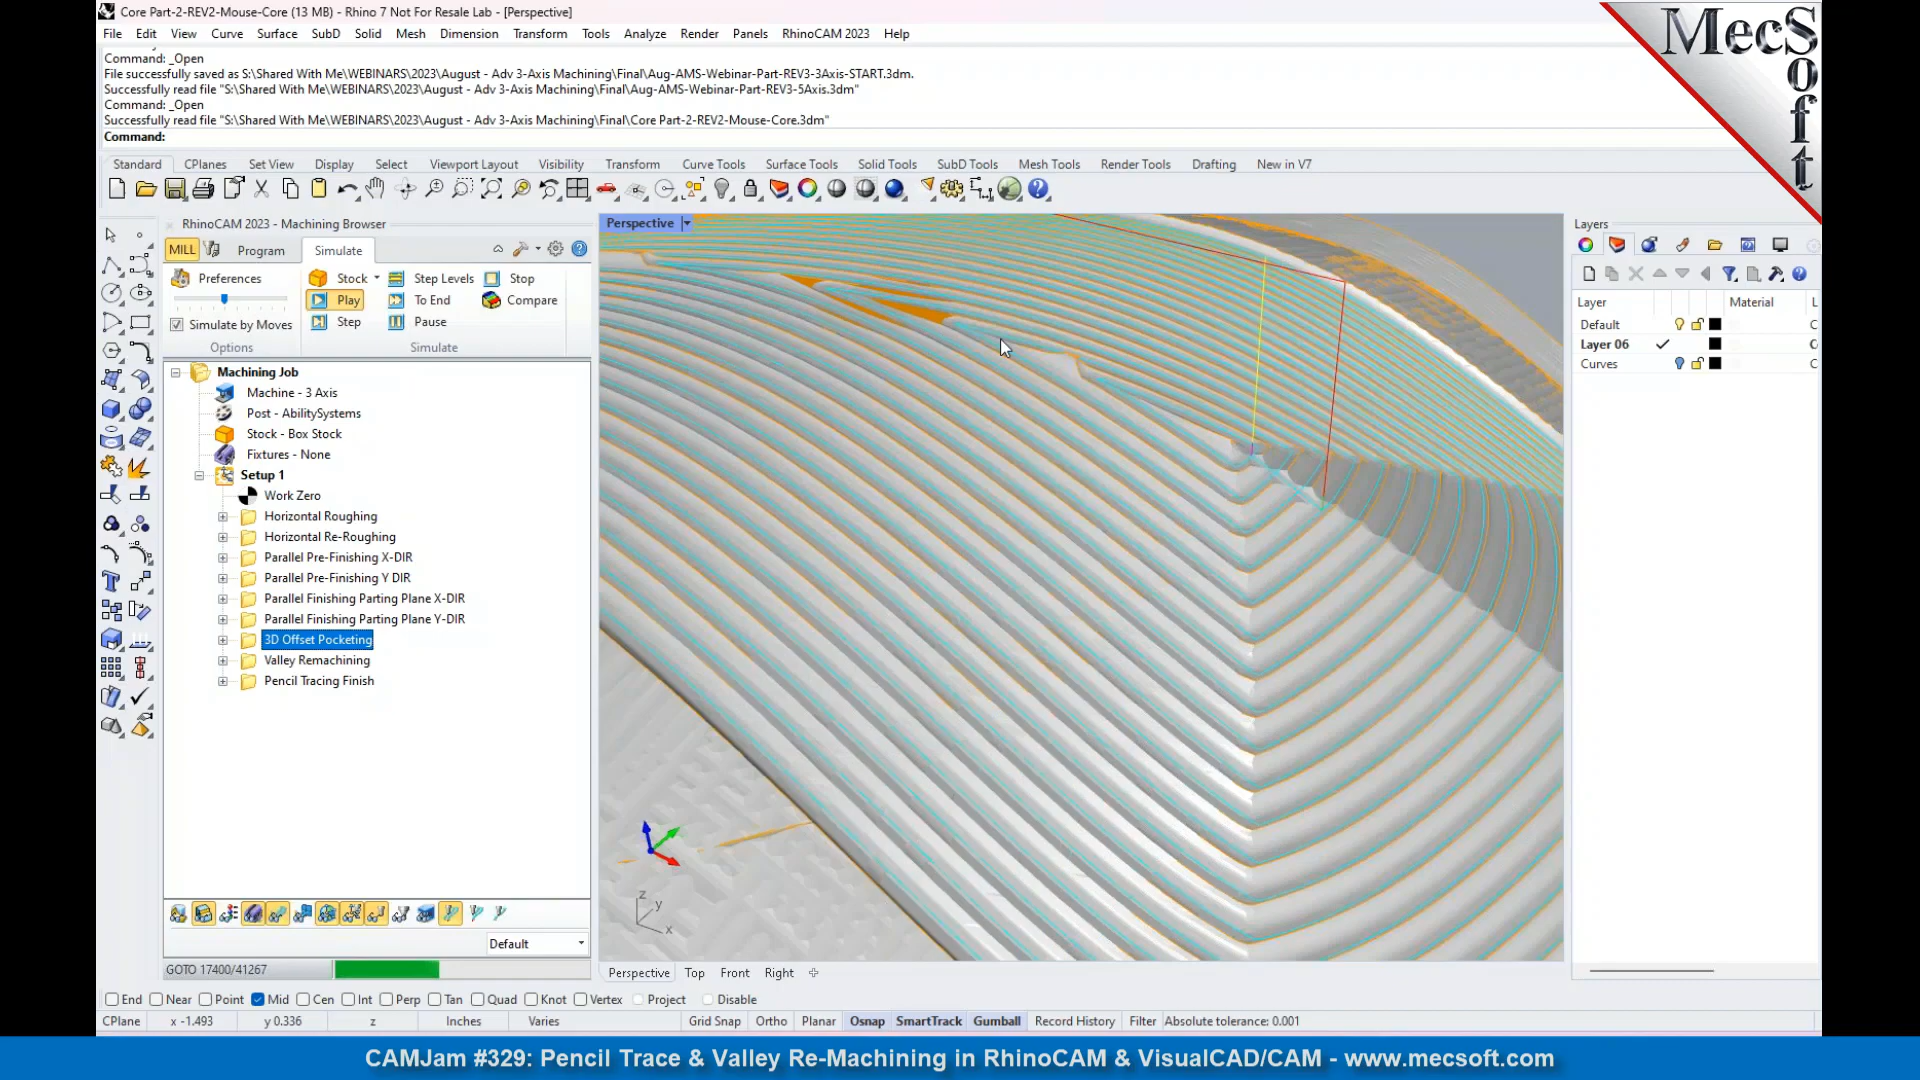 Core Part-2-REV2-Mouse-Core (13 MB) - Rhino 7 Not For Resale Lab - [Perspective]
File Edit View Curve Surface SubD Solid Mesh Dimension Transform Tools Analyze Render Panels RhinoCAM 2023 Help
Command: _Open
File successfully saved as S:\Shared With Me\WEBINARS\2023\August - Adv 3-Axis Machining\Final\Aug-AMS-Webinar-Part-REV3-3Axis-START.3dm.
Successfully read file "S:\Shared With Me\WEBINARS\2023\August - Adv 3-Axis Machining\Final\Aug-AMS-Webinar-Part-REV3-5Axis.3dm"
Command: _Open
Successfully read file "S:\Shared With Me\WEBINARS\2023\August - Adv 3-Axis Machining\Final\Core Part-2-REV2-Mouse-Core.3dm"
Command:
MecSoft
Standard CPlanes Set View Display Select Viewport Layout Visibility Transform Curve Tools Surface Tools Solid Tools SubD Tools Mesh Tools Render Tools Drafting New in V7
RhinoCAM 2023 - Machining Browser
MILL Program Simulate
Preferences
Simulate by Moves
Options
Stock Step Levels Stop
Play To End Compare
Step Pause
Simulate
Machining Job
Machine - 3 Axis
Post - AbilitySystems
Stock - Box Stock
Fixtures - None
Setup 1
Work Zero
Horizontal Roughing
Horizontal Re-Roughing
Parallel Pre-Finishing X-DIR
Parallel Pre-Finishing Y DIR
Parallel Finishing Parting Plane X-DIR
Parallel Finishing Parting Plane Y-DIR
3D Offset Pocketing
Valley Remachining
Pencil Tracing Finish
Default
GOTO 17400/41267
Perspective
z
y
x
Perspective Top Front Right
Layers
Layer Material L
Default C
Layer 06 C
Curves C
End Near Point Mid Cen Int Perp Tan Quad Knot Vertex Project Disable
CPlane x -1.493 y 0.336 z Inches Varies Grid Snap Ortho Planar Osnap SmartTrack Gumball Record History Filter Absolute tolerance: 0.001
CAMJam #329: Pencil Trace & Valley Re-Machining in RhinoCAM & VisualCAD/CAM - www.mecsoft.com